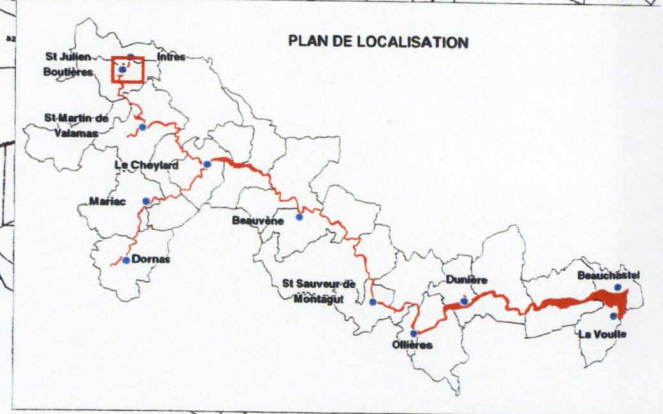 PLAN DE LOCALISATION
St Julien
Boutières
Intres
St Martin de
Valamas
Le Cheylard
Mariac
Beauvène
Dornas
St Sauveur de
Montagut
Dunière
Beauchastel
Ollières
La Voulte